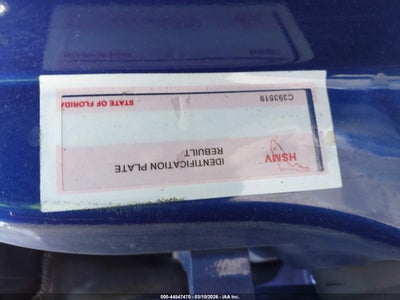 IDENTIFICATION PLATE
REBUILT
HSMV
STATE OF FLORIDA
C393519
000-44547470 - 03/10/2026 - IAA Inc.